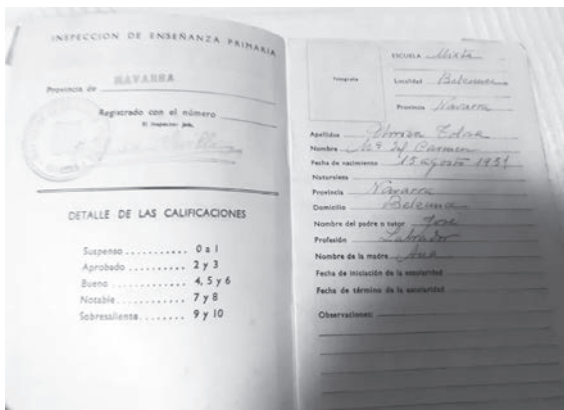 INSPECCION DE ENSEÑANZA PRIMARIA
Provincia de NAVARRA
Registrado con el número
El Inspector Jefe,
DETALLE DE LAS CALIFICACIONES
Suspenso ........... 0 a 1
Aprobado ........... 2 y 3
Bueno ........... 4, 5 y 6
Notable ........... 7 y 8
Sobresaliente ........ 9 y 10
Fotografía
ESCUELA Mixta
Localidad
Provincia Navarra
Apellidos
Nombre Mª Carmen
Fecha de nacimiento 15 agosto
Naturaleza
Provincia Navarra
Domicilio
Nombre del padre o tutor José
Profesión Labrador
Nombre de la madre Ana
Fecha de iniciación de la escolaridad
Fecha de término de la escolaridad
Observaciones: